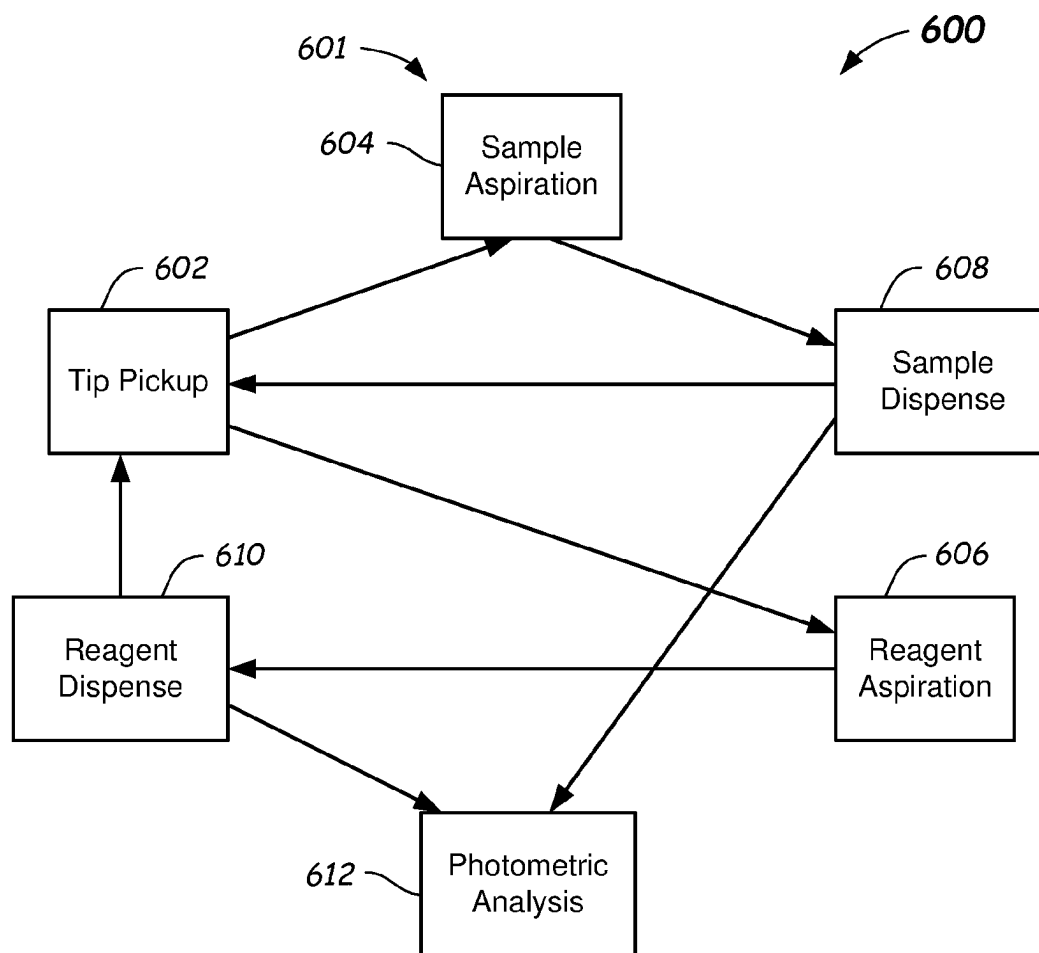 600
601
604
Sample
Aspiration
602
608
Tip Pickup
Sample
Dispense
610
606
Reagent
Dispense
Reagent
Aspiration
612
Photometric
Analysis